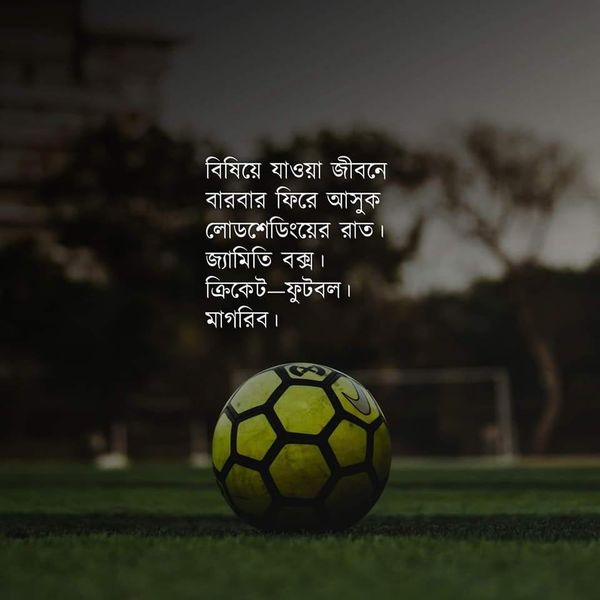 বিষিয়ে যাওয়া জীবনে
বারবার ফিরে আসুক
লোডশেডিংয়ের রাত।
জ্যামিতি বক্স।
ক্রিকেট—ফুটবল।
মাগরিব।